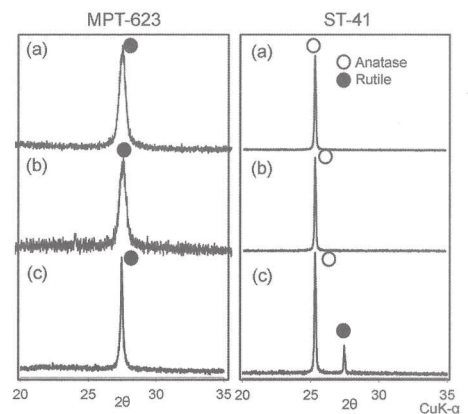 MPT-623
ST-41
(a)
(b)
(c)
20 25 30 35
2θ
(a)
Anatase
Rutile
(b)
(c)
20 25 30 35
2θ
CuK-α